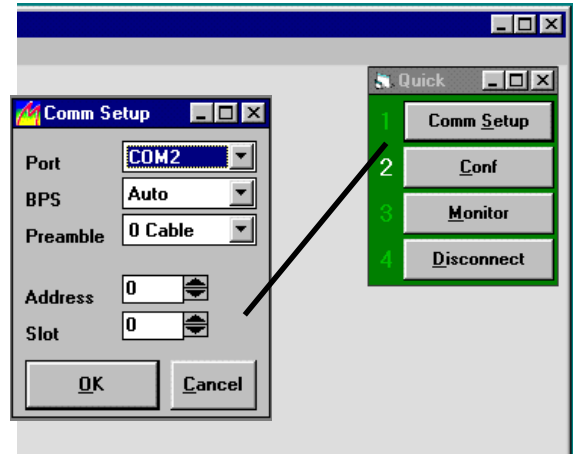 Quick
Comm Setup
1 Comm Setup
Port COM2
2 Conf
BPS Auto
3 Monitor
Preamble 0 Cable
4 Disconnect
Address 0
Slot 0
OK Cancel